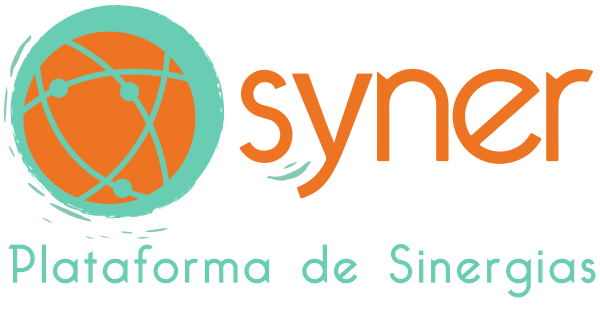 syner
Plataforma de Sinergias